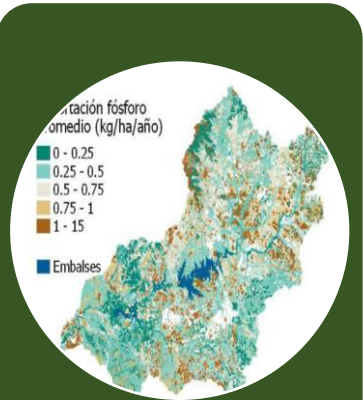 rtación fósforo
omedio (kg/ha/año)
0 - 0.25
0.25 - 0.5
0.5 - 0.75
0.75 - 1
1 - 15
Embalses